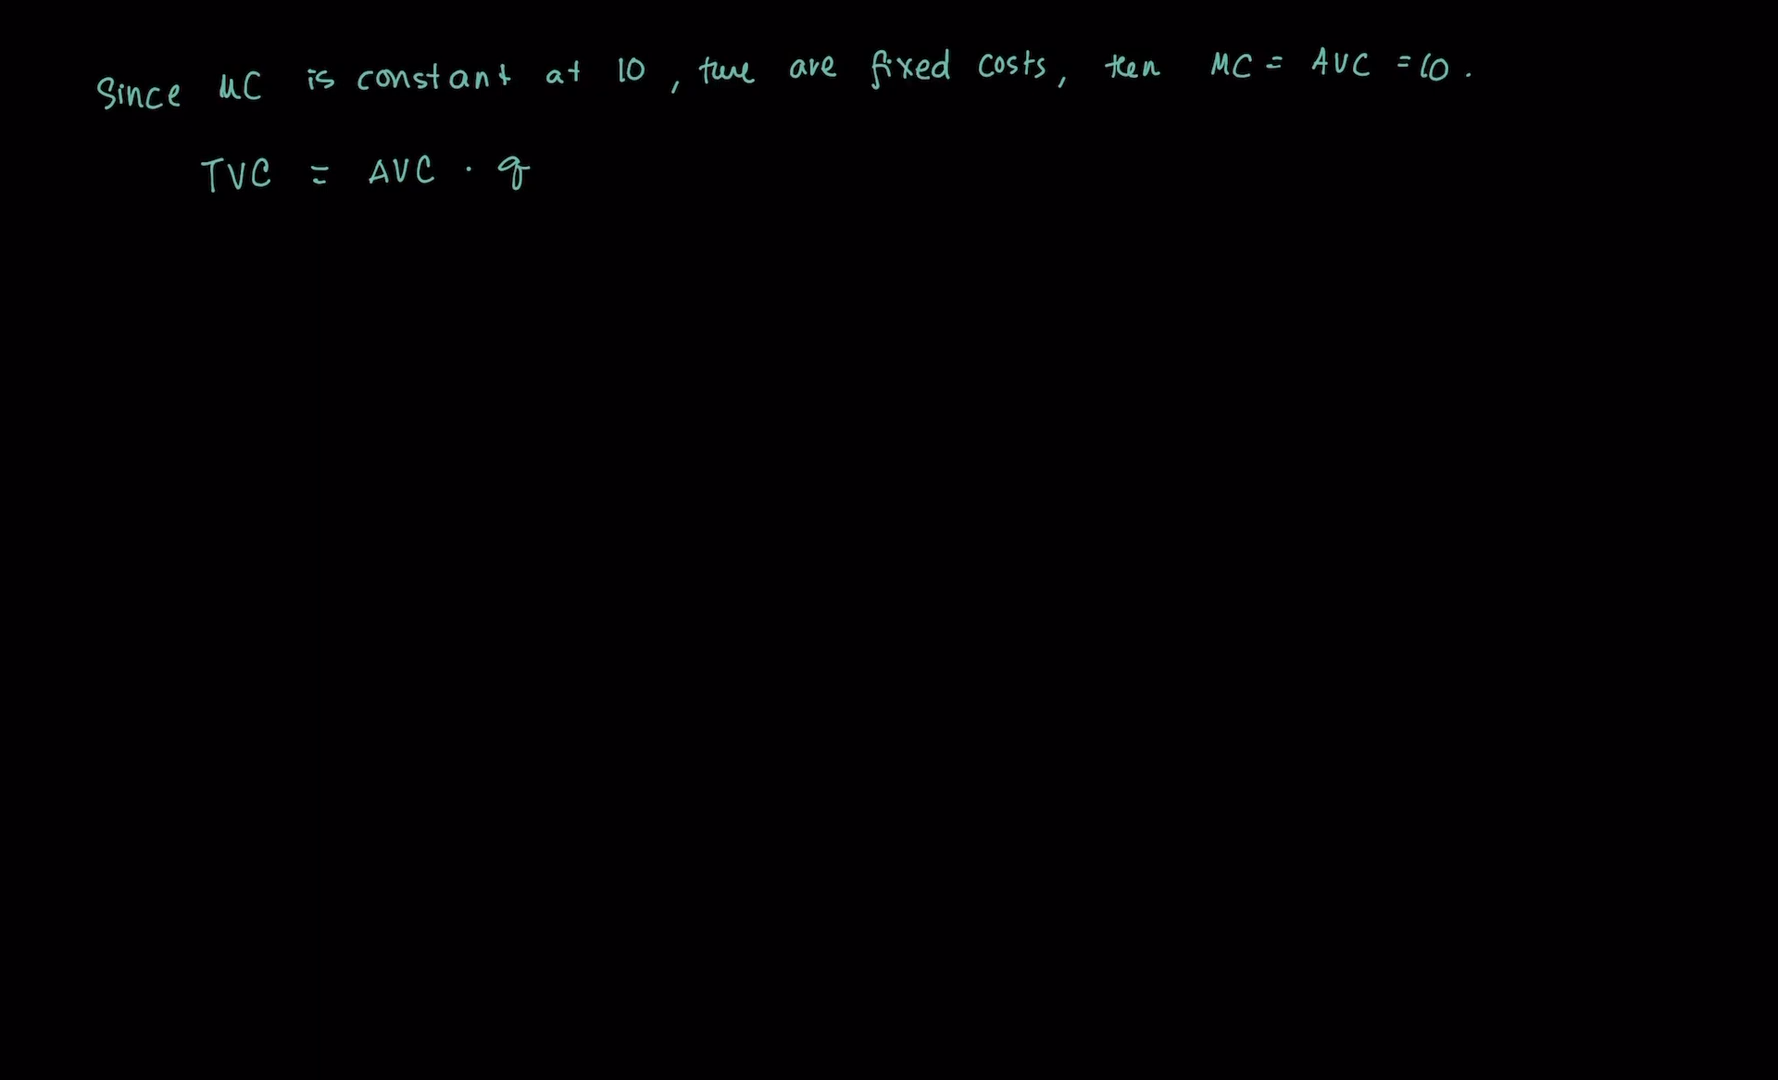 Since MC is constant at 10, there are fixed costs, then MC = AVC = 10.
TVC = AVC · q